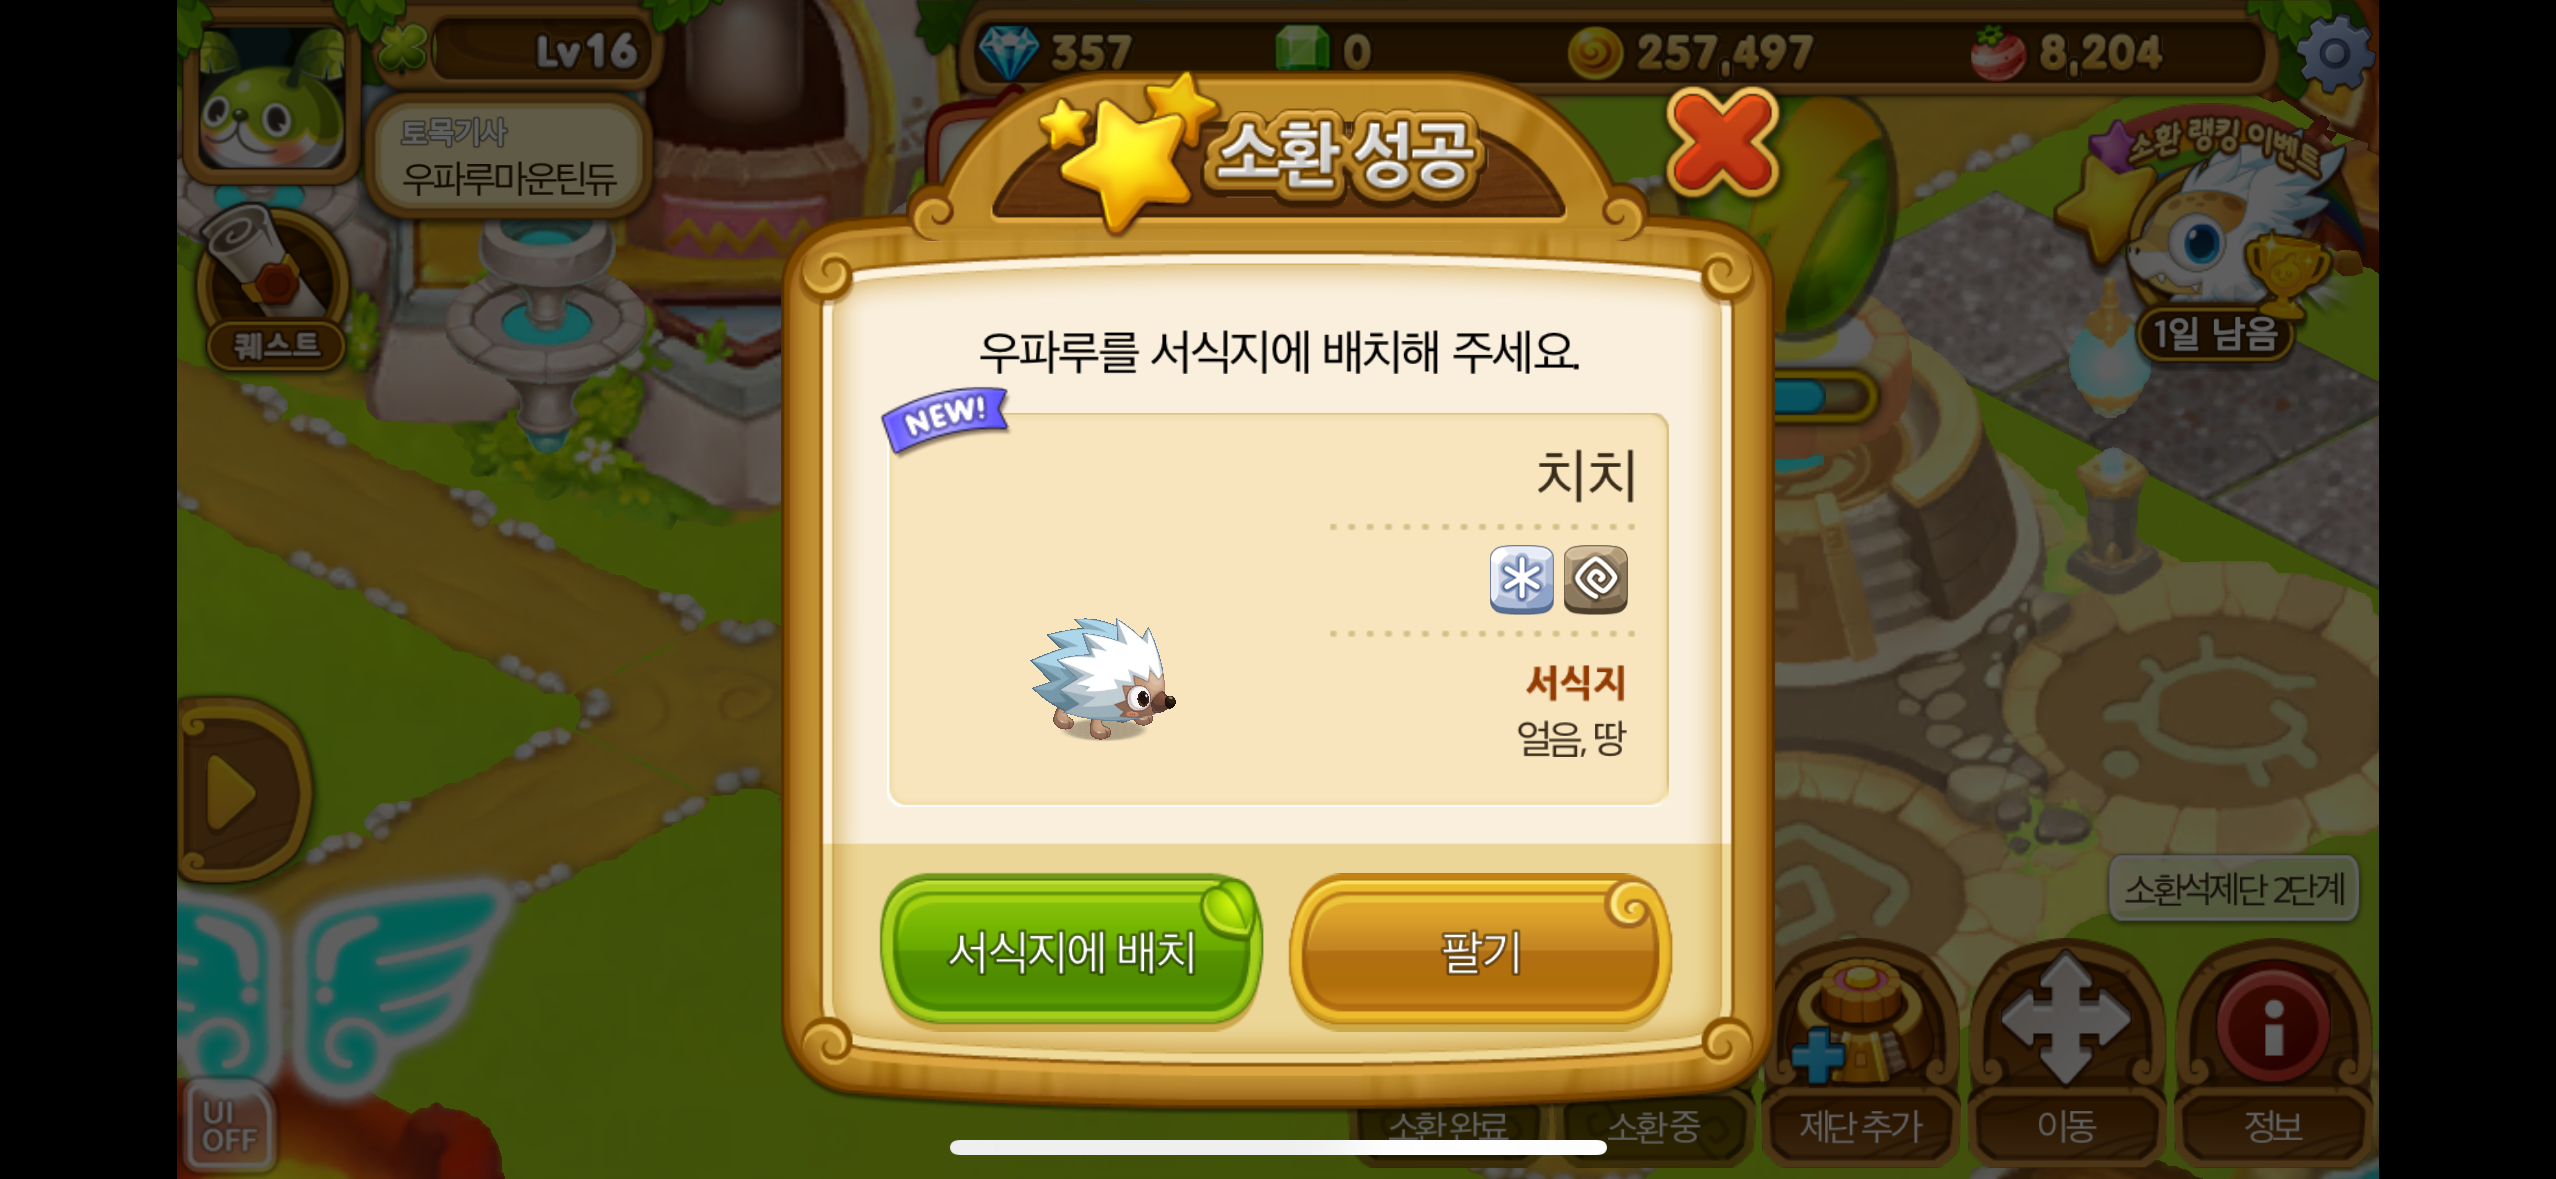 Lv16
357
0
257,497
8,204
토목기사
우파루마운틴듀
퀘스트
소환 랭킹 이벤트
1일 남음
소환 성공
우파루를 서식지에 배치해 주세요.
NEW!
치치
서식지
얼음, 땅
서식지에 배치
팔기
소환석제단 2단계
UI
OFF
소환 완료
소환 중
제단 추가
이동
정보